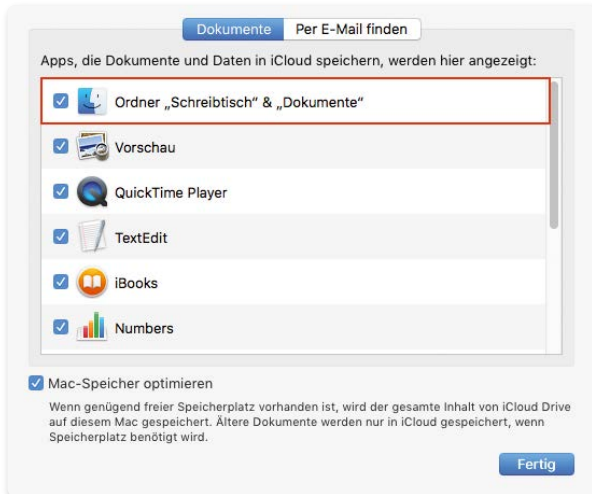 Dokumente Per E-Mail finden
Apps, die Dokumente und Daten in iCloud speichern, werden hier angezeigt:
Ordner „Schreibtisch“ & „Dokumente“
Vorschau
QuickTime Player
TextEdit
iBooks
Numbers
Mac-Speicher optimieren
Wenn genügend freier Speicherplatz vorhanden ist, wird der gesamte Inhalt von iCloud Drive
auf diesem Mac gespeichert. Ältere Dokumente werden nur in iCloud gespeichert, wenn
Speicherplatz benötigt wird.
Fertig